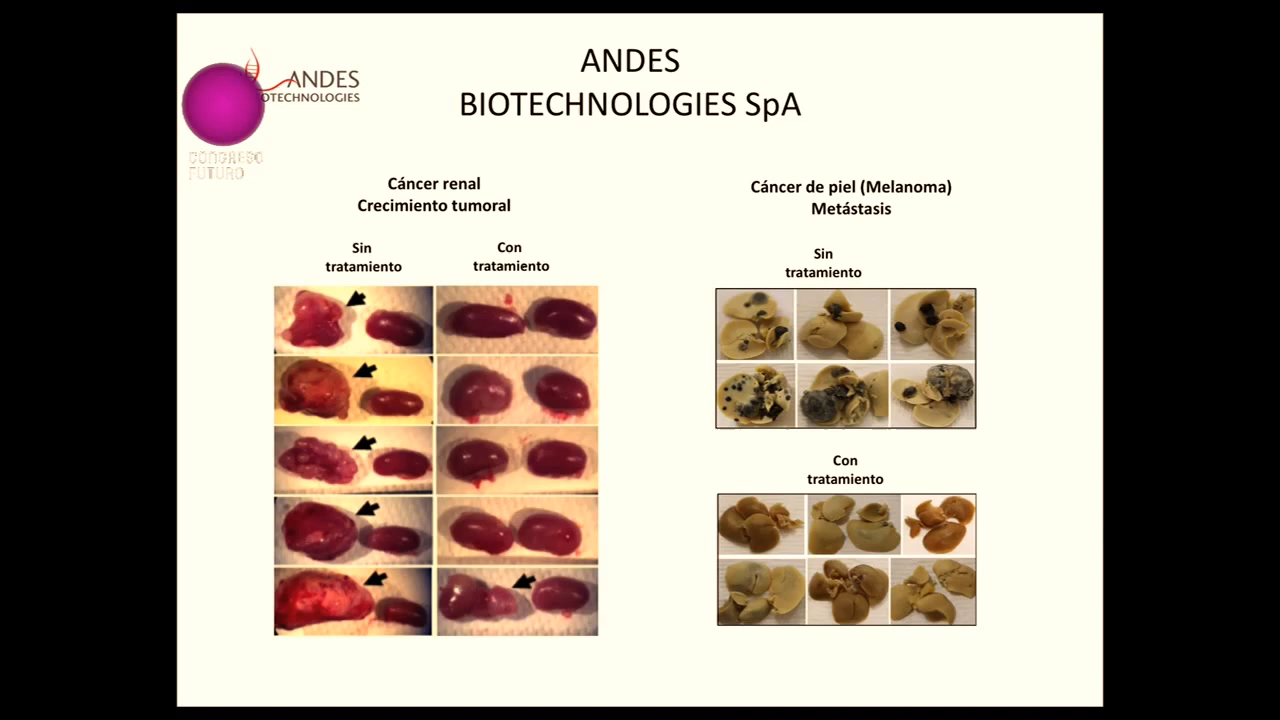 ANDES
BIOTECHNOLOGIES SpA
ANDES
OTECHNOLOGIES
CONGRESO
FUTURO
Cáncer renal
Crecimiento tumoral
Sin
tratamiento
Con
tratamiento
Cáncer de piel (Melanoma)
Metástasis
Sin
tratamiento
Con
tratamiento